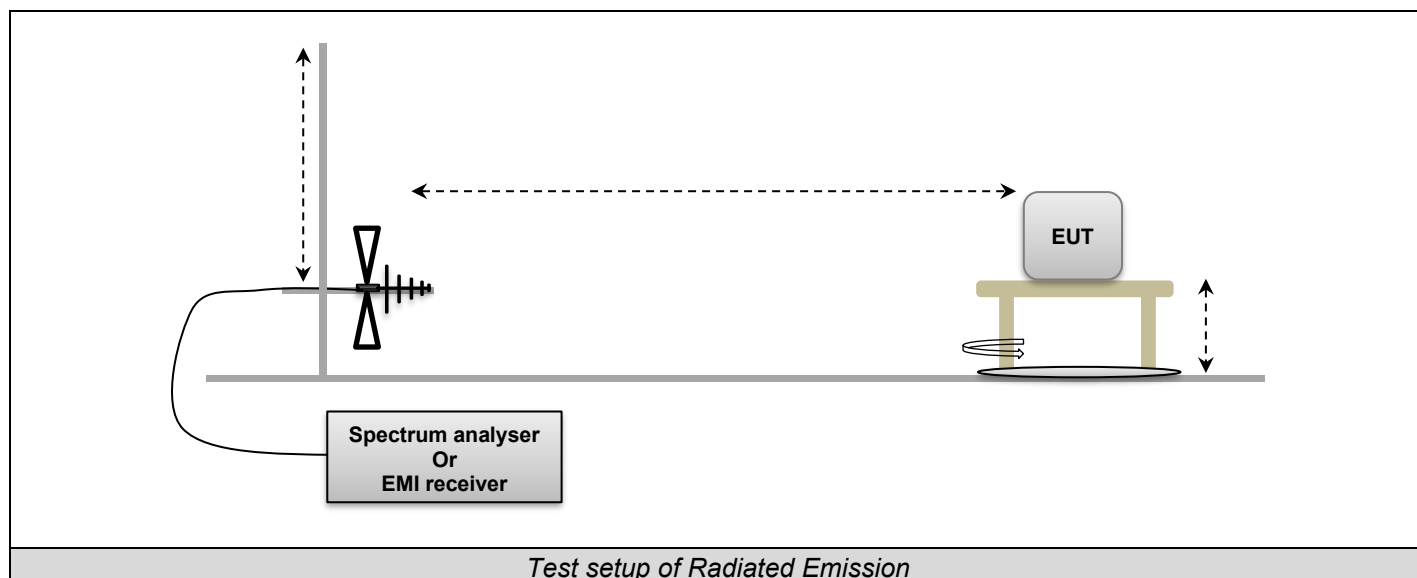 EUT
Spectrum analyser
Or
EMI receiver
Test setup of Radiated Emission